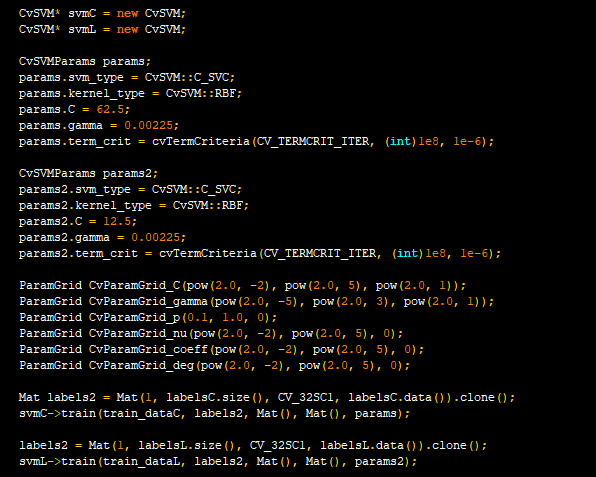 CvSVM* svmC = new CvSVM;
CvSVM* svmL = new CvSVM;
CvSVMParams params;
params.svm_type = CvSVM::C_SVC;
params.kernel_type = CvSVM::RBF;
params.C = 62.5;
params.gamma = 0.00225;
params.term_crit = cvTermCriteria(CV_TERMCRIT_ITER, (int)1e8, 1e-6);
CvSVMParams params2;
params2.svm_type = CvSVM::C_SVC;
params2.kernel_type = CvSVM::RBF;
params2.C = 12.5;
params2.gamma = 0.00225;
params2.term_crit = cvTermCriteria(CV_TERMCRIT_ITER, (int)1e8, 1e-6);
ParamGrid CvParamGrid_C(pow(2.0, -2), pow(2.0, 5), pow(2.0, 1));
ParamGrid CvParamGrid_gamma(pow(2.0, -5), pow(2.0, 3), pow(2.0, 1));
ParamGrid CvParamGrid_p(0.1, 1.0, 0);
ParamGrid CvParamGrid_nu(pow(2.0, -2), pow(2.0, 5), 0);
ParamGrid CvParamGrid_coeff(pow(2.0, -2), pow(2.0, 5), 0);
ParamGrid CvParamGrid_deg(pow(2.0, -2), pow(2.0, 5), 0);
Mat labels2 = Mat(1, labelsC.size(), CV_32SC1, labelsC.data()).clone();
svmC->train(train_dataC, labels2, Mat(), Mat(), params);
labels2 = Mat(1, labelsL.size(), CV_32SC1, labelsL.data()).clone();
svmL->train(train_dataL, labels2, Mat(), Mat(), params2);